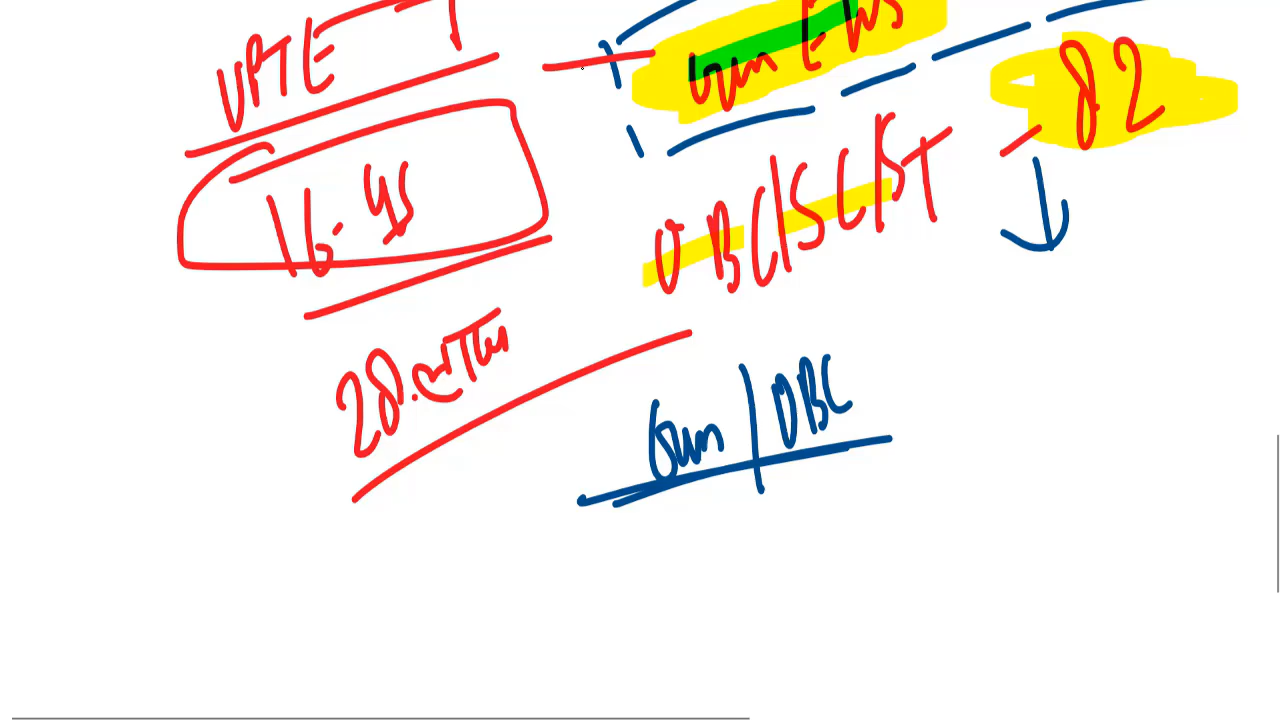 UPTET
Gen EWS
82
OBC/SC/ST
16.45
28.
Gen / OBC